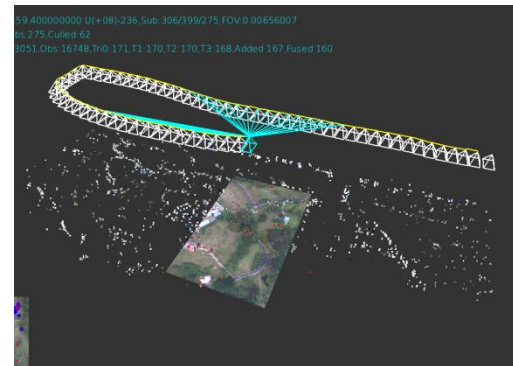 59 400000000 U(+08)-236,Sub:306/399/275,FOV:0.00656007
bs:275,Culled 62
3051,Obs 16748,Tri0:171,T1:170,T2:170,T3:168,Added 167,Fused 160